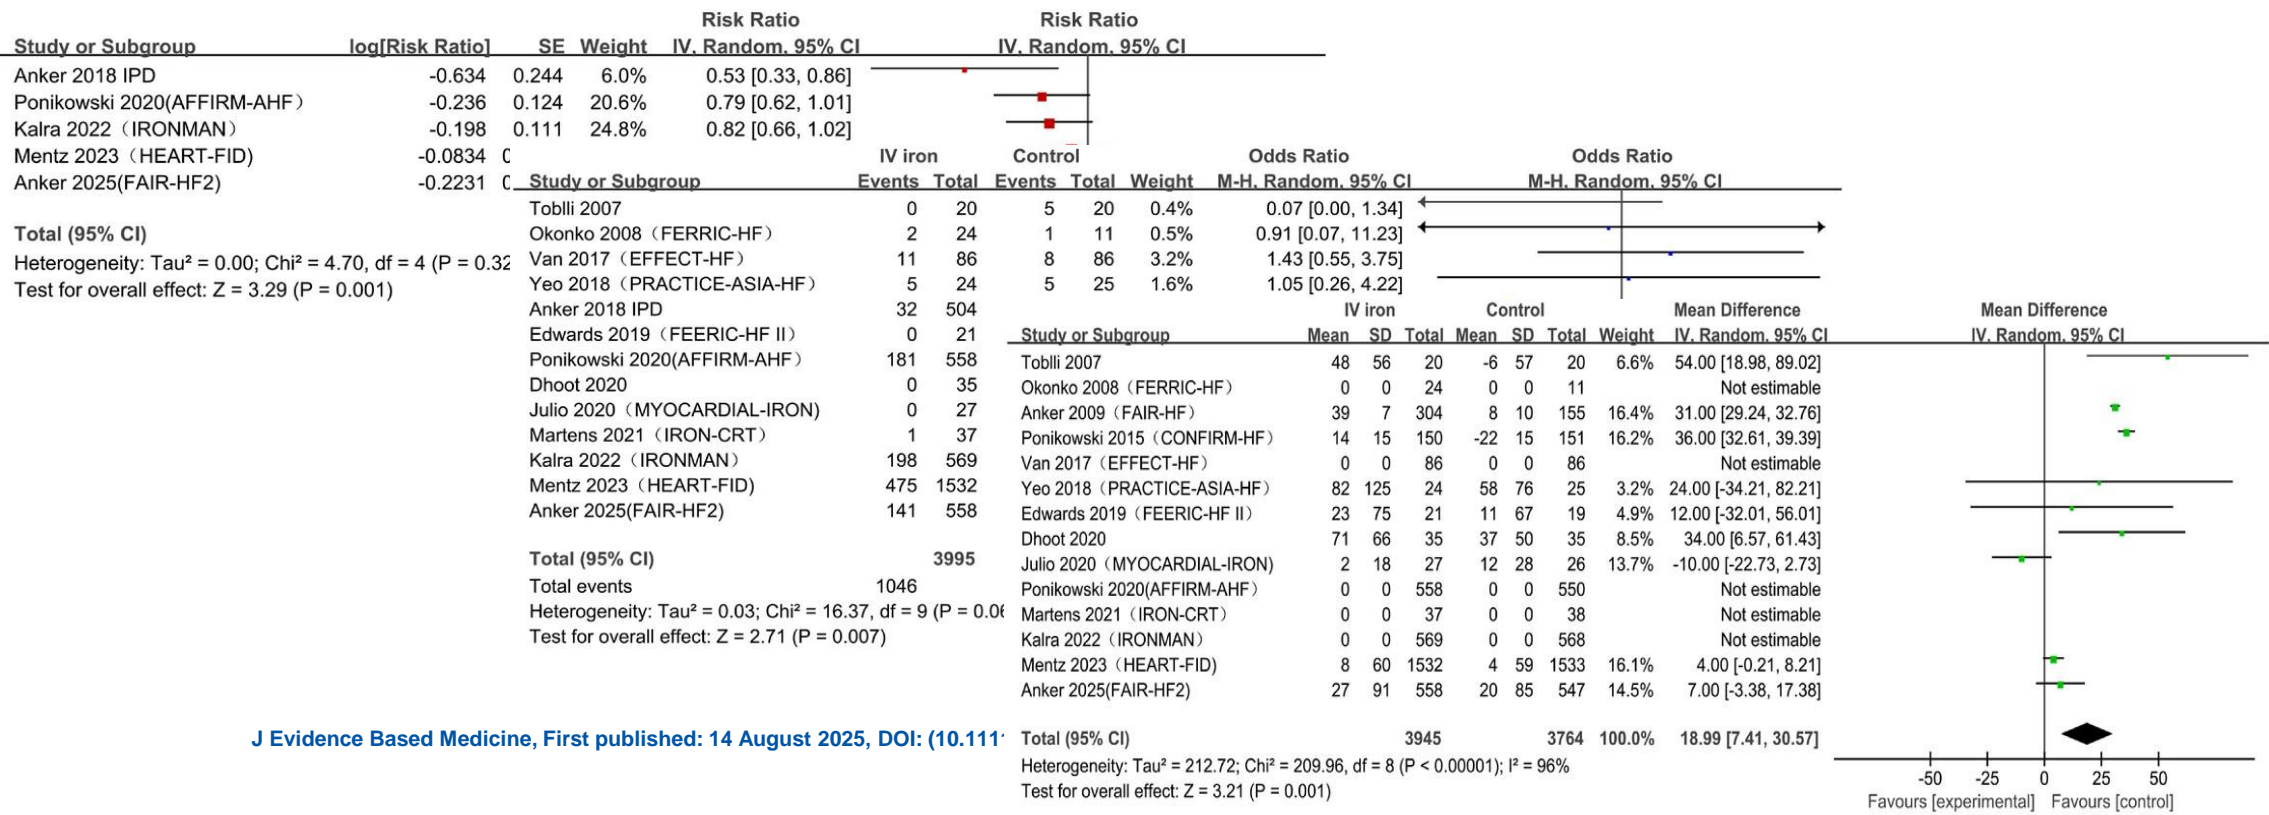 Risk Ratio Risk Ratio
Study or Subgroup log[Risk Ratio] SE Weight IV, Random, 95% CI IV, Random, 95% CI
Anker 2018 IPD -0.634 0.244 6.0% 0.53 [0.33, 0.86]
Ponikowski 2020(AFFIRM-AHF) -0.236 0.124 20.6% 0.79 [0.62, 1.01]
Kalra 2022（IRONMAN） -0.198 0.111 24.8% 0.82 [0.66, 1.02]
Mentz 2023（HEART-FID) -0.0834
Anker 2025(FAIR-HF2) -0.2231
Total (95% CI)
Heterogeneity: Tau² = 0.00; Chi² = 4.70, df = 4 (P = 0.32
Test for overall effect: Z = 3.29 (P = 0.001)
IV iron Control Odds Ratio Odds Ratio
Study or Subgroup Events Total Events Total Weight M-H, Random, 95% CI M-H, Random, 95% CI
Toblli 2007 0 20 5 20 0.4% 0.07 [0.00, 1.34]
Okonko 2008（FERRIC-HF） 2 24 1 11 0.5% 0.91 [0.07, 11.23]
Van 2017（EFFECT-HF） 11 86 8 86 3.2% 1.43 [0.55, 3.75]
Yeo 2018（PRACTICE-ASIA-HF） 5 24 5 25 1.6% 1.05 [0.26, 4.22]
Anker 2018 IPD 32 504
Edwards 2019（FEERIC-HF II） 0 21
Ponikowski 2020(AFFIRM-AHF) 181 558
Dhoot 2020 0 35
Julio 2020（MYOCARDIAL-IRON) 0 27
Martens 2021（IRON-CRT） 1 37
Kalra 2022（IRONMAN） 198 569
Mentz 2023（HEART-FID) 475 1532
Anker 2025(FAIR-HF2) 141 558
Total (95% CI) 3995
Total events 1046
Heterogeneity: Tau² = 0.03; Chi² = 16.37, df = 9 (P = 0.06
Test for overall effect: Z = 2.71 (P = 0.007)
IV iron Control Mean Difference Mean Difference
Study or Subgroup Mean SD Total Mean SD Total Weight IV, Random, 95% CI IV, Random, 95% CI
Toblli 2007 48 56 20 -6 57 20 6.6% 54.00 [18.98, 89.02]
Okonko 2008（FERRIC-HF） 0 0 24 0 0 11 Not estimable
Anker 2009（FAIR-HF） 39 7 304 8 10 155 16.4% 31.00 [29.24, 32.76]
Ponikowski 2015（CONFIRM-HF） 14 15 150 -22 15 151 16.2% 36.00 [32.61, 39.39]
Van 2017（EFFECT-HF） 0 0 86 0 0 86 Not estimable
Yeo 2018（PRACTICE-ASIA-HF） 82 125 24 58 76 25 3.2% 24.00 [-34.21, 82.21]
Edwards 2019（FEERIC-HF II） 23 75 21 11 67 19 4.9% 12.00 [-32.01, 56.01]
Dhoot 2020 71 66 35 37 50 35 8.5% 34.00 [6.57, 61.43]
Julio 2020（MYOCARDIAL-IRON) 2 18 27 12 28 26 13.7% -10.00 [-22.73, 2.73]
Ponikowski 2020(AFFIRM-AHF) 0 0 558 0 0 550 Not estimable
Martens 2021（IRON-CRT） 0 0 37 0 0 38 Not estimable
Kalra 2022（IRONMAN） 0 0 569 0 0 568 Not estimable
Mentz 2023（HEART-FID) 8 60 1532 4 59 1533 16.1% 4.00 [-0.21, 8.21]
Anker 2025(FAIR-HF2) 27 91 558 20 85 547 14.5% 7.00 [-3.38, 17.38]
Total (95% CI) 3945 3764 100.0% 18.99 [7.41, 30.57]
Heterogeneity: Tau² = 212.72; Chi² = 209.96, df = 8 (P < 0.00001); I² = 96%
Test for overall effect: Z = 3.21 (P = 0.001)
-50 -25 0 25 50
Favours [experimental] Favours [control]
J Evidence Based Medicine, First published: 14 August 2025, DOI: (10.111